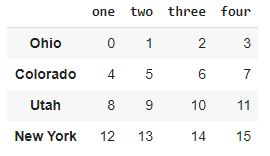 one two three four
Ohio 0 1 2 3
Colorado 4 5 6 7
Utah 8 9 10 11
New York 12 13 14 15